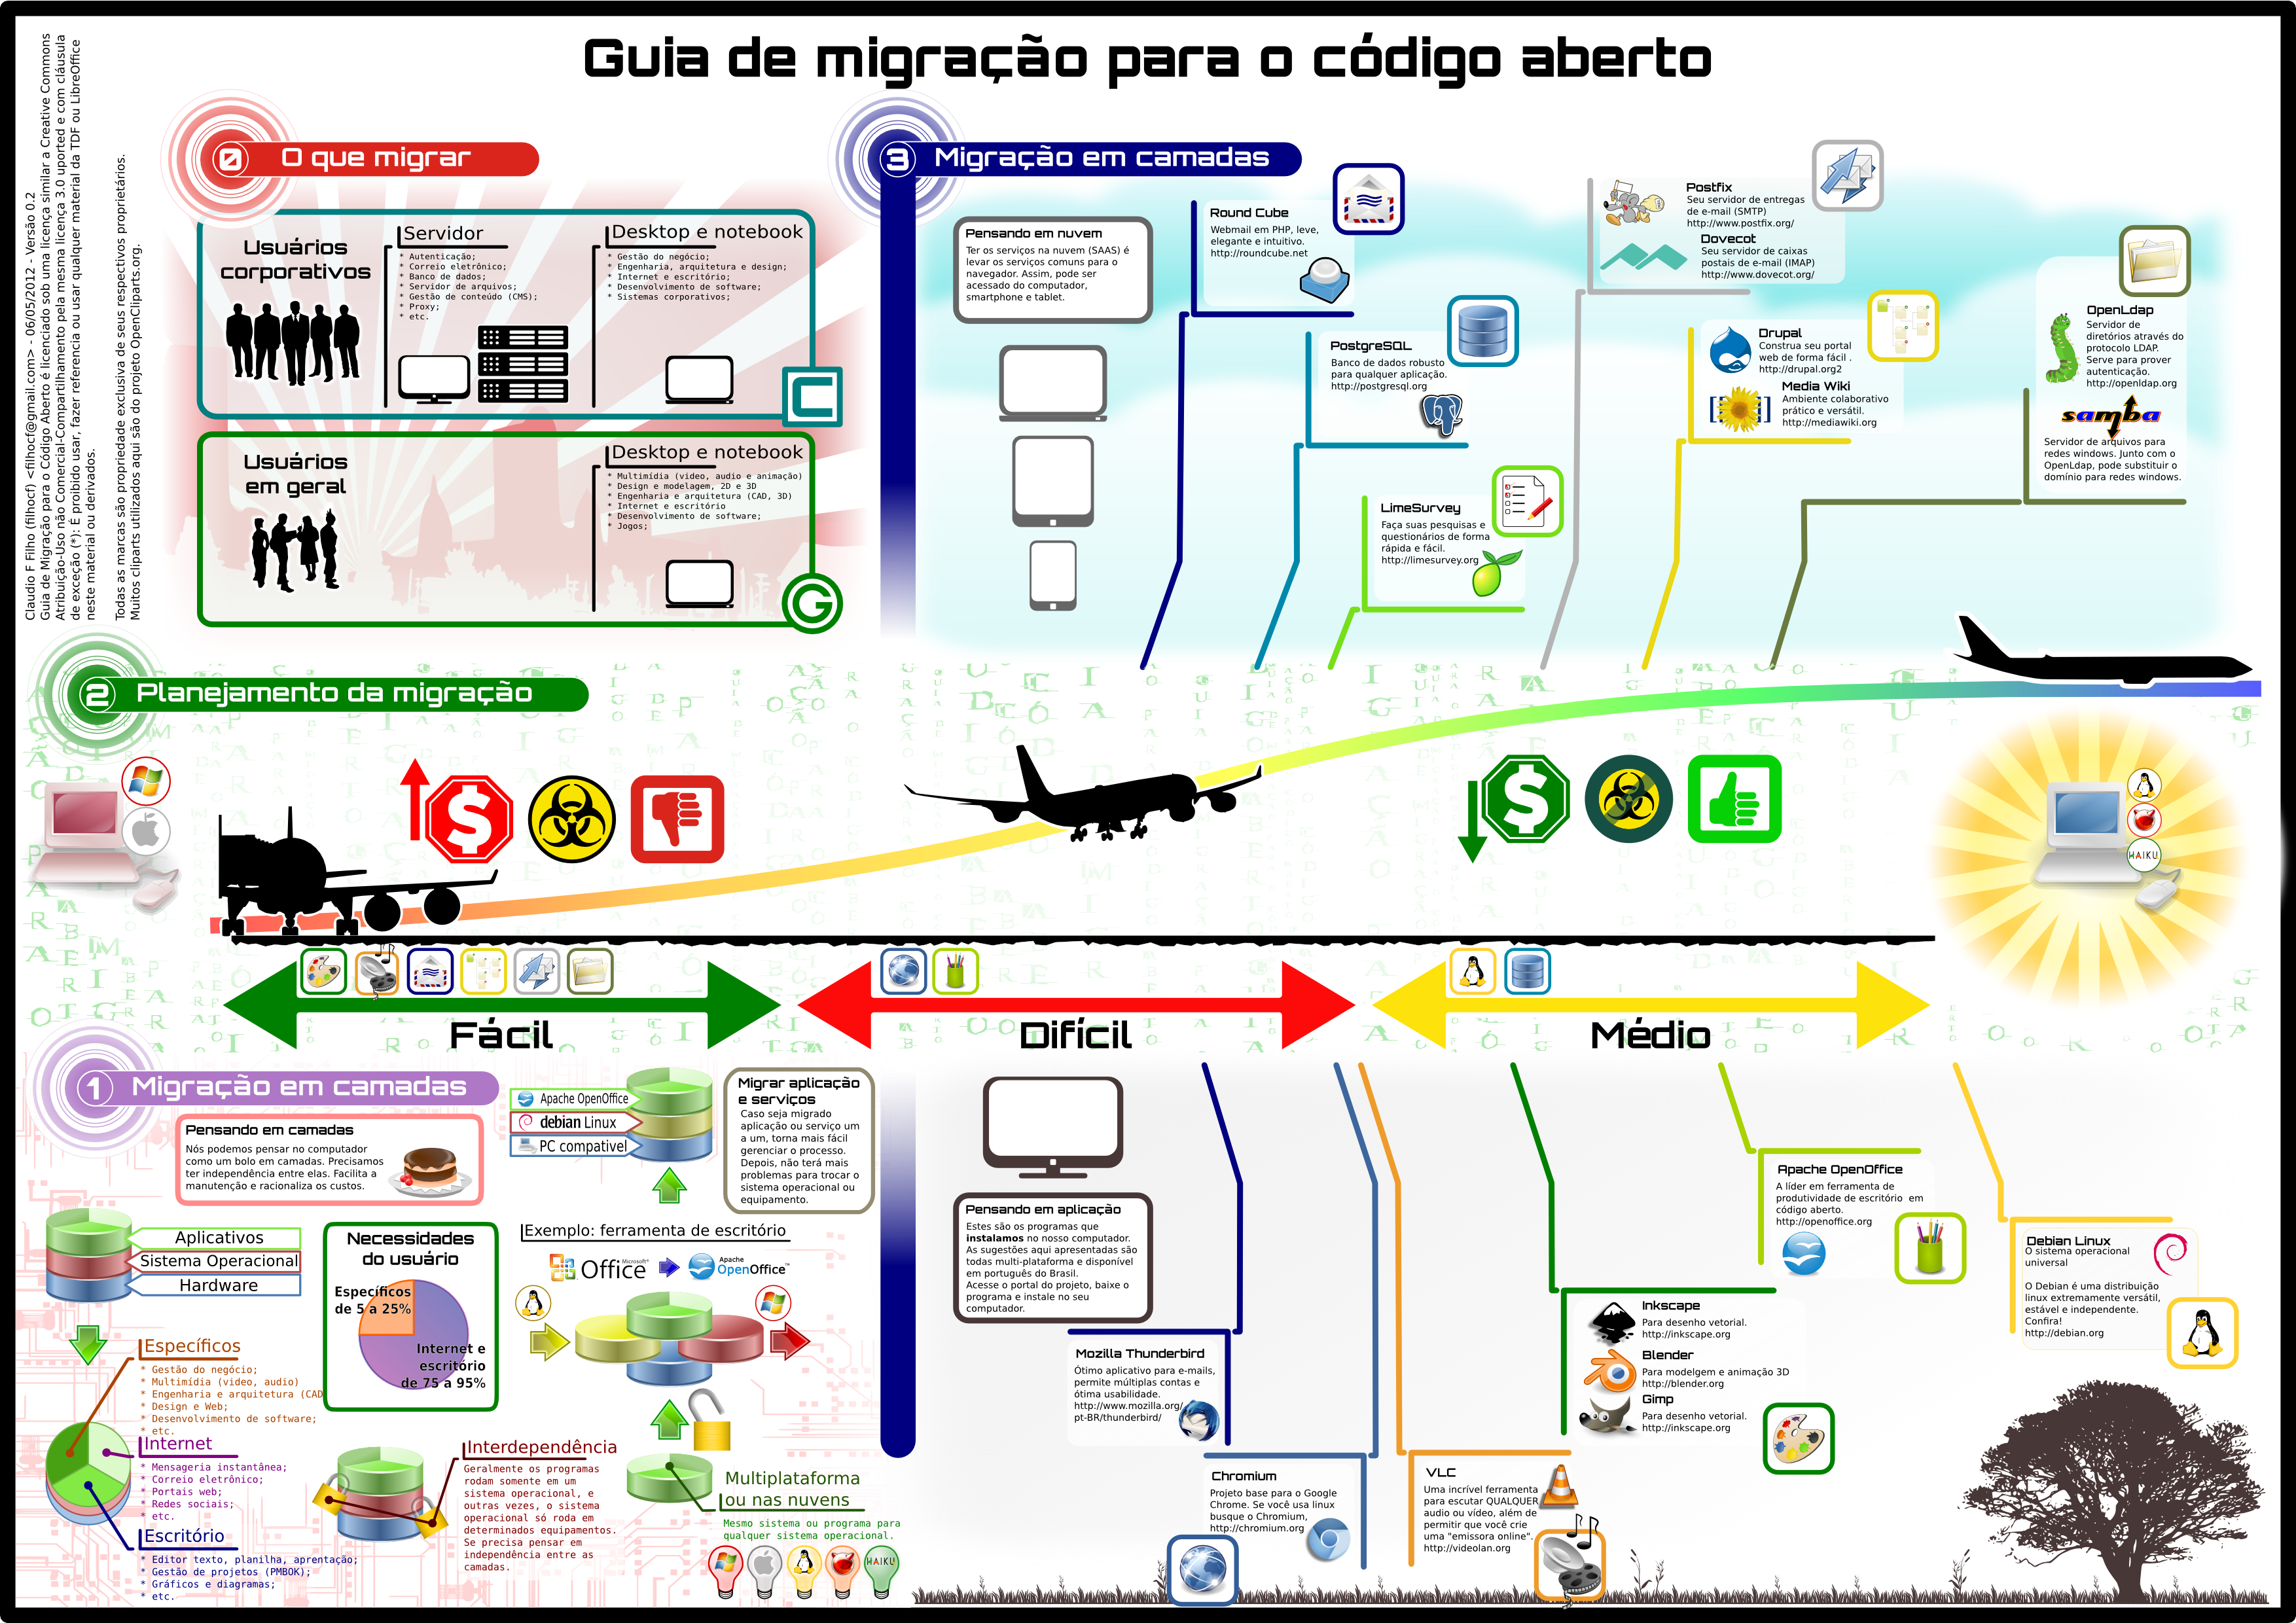 Guia de migração para o código aberto
Claudio F Filho (filhocf) <filhocf@gmail.com> - 06/05/2012 - Versão 0.2
Guia de Migração para o Código Aberto é licenciado sob uma licença similar a Creative Commons
Atribuição-Uso não Comercial-Compartilhamento pela mesma licença 3.0 uported e com cláusula
de exceção (*): É proibido usar, fazer referencia ou usar qualquer material da TDF ou LibreOffice
neste material ou derivados.
Todas as marcas são propriedade exclusiva de seus respectivos proprietários.
Muitos cliparts utilizados aqui são do projeto OpenCliparts.org.
0 O que migrar
Usuários
corporativos
Servidor
* Autenticação;
* Correio eletrônico;
* Banco de dados;
* Servidor de arquivos;
* Gestão de conteúdo (CMS);
* Proxy;
* etc.
Desktop e notebook
* Gestão do negócio;
* Engenharia, arquitetura e design;
* Internet e escritório;
* Desenvolvimento de software;
* Sistemas corporativos;
C
Usuários
em geral
Desktop e notebook
* Multimídia (video, audio e animação)
* Design e modelagem, 2D e 3D
* Engenharia e arquitetura (CAD, 3D)
* Internet e escritório
* Desenvolvimento de software;
* Jogos;
G
3 Migração em camadas
Pensando em nuvem
Ter os serviços na nuvem (SAAS) é
levar os serviços comuns para o
navegador. Assim, pode ser
acessado do computador,
smartphone e tablet.
Round Cube
Webmail em PHP, leve,
elegante e intuitivo.
http://roundcube.net
PostgreSQL
Banco de dados robusto
para qualquer aplicação.
http://postgresql.org
LimeSurvey
Faça suas pesquisas e
questionários de forma
rápida e fácil.
http://limesurvey.org
Postfix
Seu servidor de entregas
de e-mail (SMTP)
http://www.postfix.org/
Dovecot
Seu servidor de caixas
postais de e-mail (IMAP)
http://www.dovecot.org/
Drupal
Construa seu portal
web de forma fácil .
http://drupal.org2
Media Wiki
Ambiente colaborativo
prático e versátil.
http://mediawiki.org
OpenLdap
Servidor de
diretórios através do
protocolo LDAP.
Serve para prover
autenticação.
http://openldap.org
samba
Servidor de arquivos para
redes windows. Junto com o
OpenLdap, pode substituir o
domínio para redes windows.
2 Planejamento da migração
$
$
HAIKU
Fácil
Difícil
Médio
1 Migração em camadas
Pensando em camadas
Nós podemos pensar no computador
como um bolo em camadas. Precisamos
ter independência entre elas. Facilita a
manutenção e racionaliza os custos.
Apache OpenOffice
debian Linux
PC compativel
Migrar aplicação
e serviços
Caso seja migrado
aplicação ou serviço um
a um, torna mais fácil
gerenciar o processo.
Depois, não terá mais
problemas para trocar o
sistema operacional ou
equipamento.
Aplicativos
Sistema Operacional
Hardware
Necessidades
do usuário
Específicos
de 5 a 25%
Internet e
escritório
de 75 a 95%
Exemplo: ferramenta de escritório
Microsoft®
Office
Apache
OpenOffice™
Específicos
* Gestão do negócio;
* Multimídia (video, audio)
* Engenharia e arquitetura (CAD
* Design e Web;
* Desenvolvimento de software;
* etc.
Internet
* Mensageria instantânea;
* Correio eletrônico;
* Portais web;
* Redes sociais;
* etc.
Escritório
* Editor texto, planilha, aprentação;
* Gestão de projetos (PMBOK);
* Gráficos e diagramas;
* etc.
Interdependência
Geralmente os programas
rodam somente em um
sistema operacional, e
outras vezes, o sistema
operacional só roda em
determinados equipamentos.
Se precisa pensar em
independência entre as
camadas.
Multiplataforma
ou nas nuvens
Mesmo sistema ou programa para
qualquer sistema operacional.
HAIKU
Pensando em aplicação
Estes são os programas que
instalamos no nosso computador.
As sugestões aqui apresentadas são
todas multi-plataforma e disponível
em português do Brasil.
Acesse o portal do projeto, baixe o
programa e instale no seu
computador.
Mozilla Thunderbird
Ótimo aplicativo para e-mails,
permite múltiplas contas e
ótima usabilidade.
http://www.mozilla.org/
pt-BR/thunderbird/
Chromium
Projeto base para o Google
Chrome. Se você usa linux
busque o Chromium,
http://chromium.org
VLC
Uma incrível ferramenta
para escutar QUALQUER
audio ou vídeo, além de
permitir que você crie
uma "emissora online".
http://videolan.org
Inkscape
Para desenho vetorial.
http://inkscape.org
Blender
Para modelgem e animação 3D
http://blender.org
Gimp
Para desenho vetorial.
http://inkscape.org
Apache OpenOffice
A líder em ferramenta de
produtividade de escritório em
código aberto.
http://openoffice.org
Debian Linux
O sistema operacional
universal
O Debian é uma distribuição
linux extremamente versátil,
estável e independente.
Confira!
http://debian.org